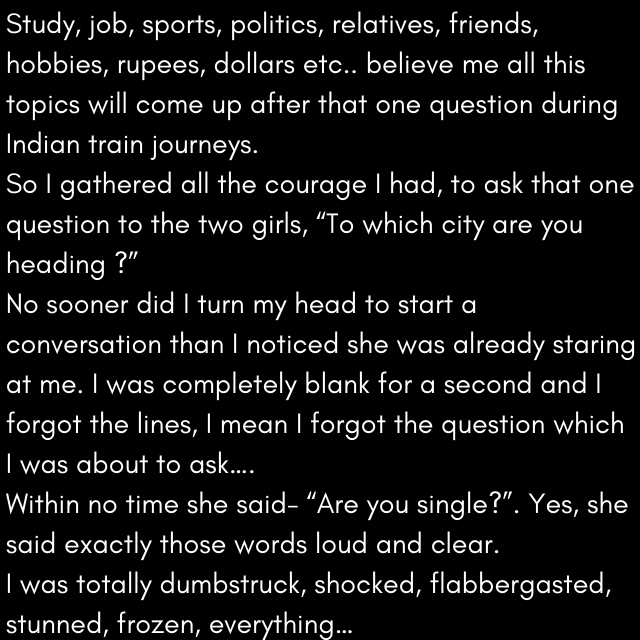 Study, job, sports, politics, relatives, friends,
hobbies, rupees, dollars etc.. believe me all this
topics will come up after that one question during
Indian train journeys.
So I gathered all the courage I had, to ask that one
question to the two girls, “To which city are you
heading ?”
No sooner did I turn my head to start a
conversation than I noticed she was already staring
at me. I was completely blank for a second and I
forgot the lines, I mean I forgot the question which
I was about to ask....
Within no time she said- “Are you single?”. Yes, she
said exactly those words loud and clear.
I was totally dumbstruck, shocked, flabbergasted,
stunned, frozen, everything...